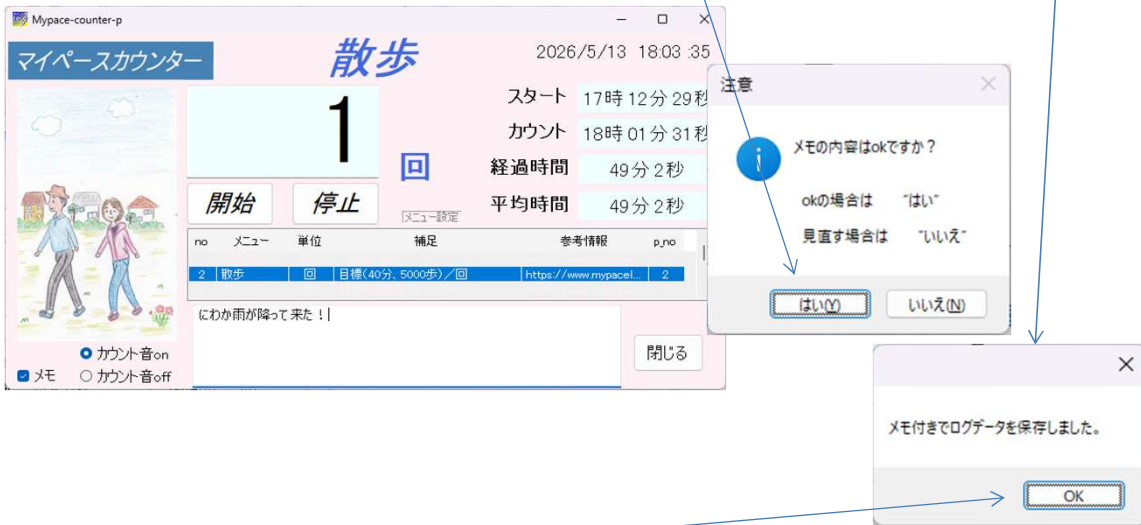 Mypace-counter-p
マイペースカウンター
散歩
2026/5/13 18:03 :35
1
回
スタート 17時 12分 29秒
カウント 18時 01分 31秒
経過時間 49分 2秒
平均時間 49分 2秒
開始 停止
メニュー設定
no メニュー 単位 補足 参考情報 p_no
2 散歩 回 目標(40分、5000歩)／回 https://www.mypacel... 2
にわか雨が降って来た！
カウント音on
メモ カウント音off
閉じる
注意
メモの内容はokですか？
okの場合は ″はい″
見直す場合は ″いいえ″
はい(Y) いいえ(N)
メモ付きでログデータを保存しました。
OK